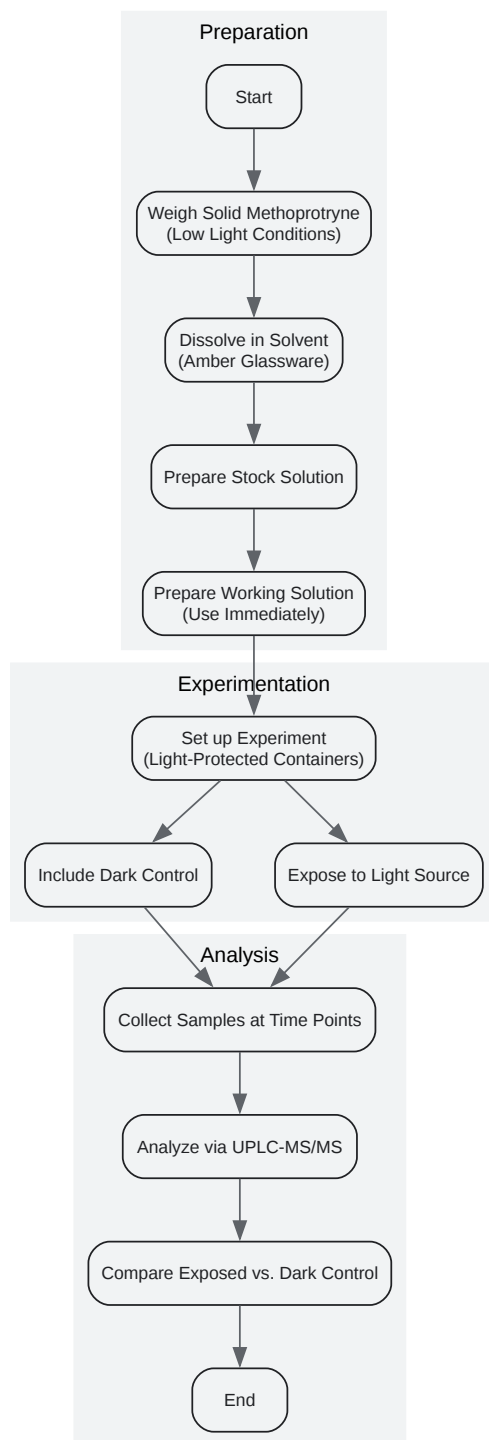 Preparation
Start
Weigh Solid Methoprotryne
(Low Light Conditions)
Dissolve in Solvent
(Amber Glassware)
Prepare Stock Solution
Prepare Working Solution
(Use Immediately)
Experimentation
Set up Experiment
(Light-Protected Containers)
Include Dark Control
Expose to Light Source
Analysis
Collect Samples at Time Points
Analyze via UPLC-MS/MS
Compare Exposed vs. Dark Control
End